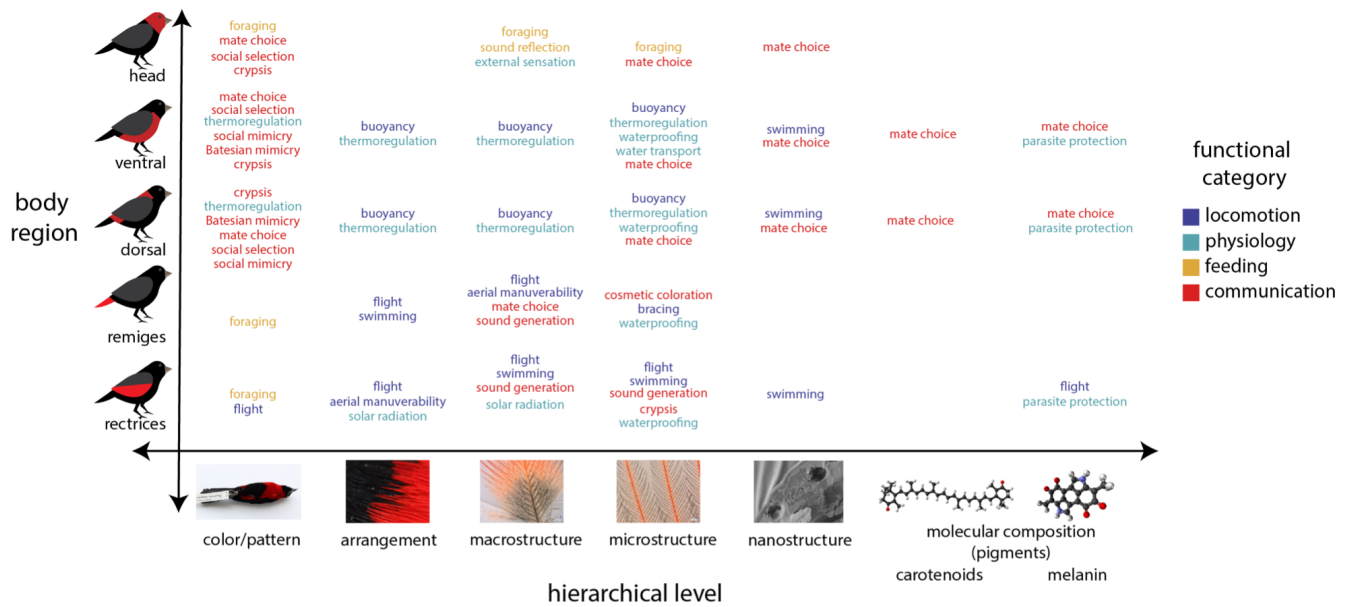 foraging
mate choice
social selection
crypsis
foraging
sound reflection
external sensation
foraging
mate choice
mate choice
head
mate choice
social selection
thermoregulation
social mimicry
Batesian mimicry
crypsis
buoyancy
thermoregulation
buoyancy
thermoregulation
buoyancy
thermoregulation
waterproofing
water transport
mate choice
swimming
mate choice
mate choice
mate choice
parasite protection
ventral
body
region
crypsis
thermoregulation
Batesian mimicry
mate choice
social selection
social mimicry
buoyancy
thermoregulation
buoyancy
thermoregulation
buoyancy
thermoregulation
waterproofing
mate choice
swimming
mate choice
mate choice
mate choice
parasite protection
dorsal
foraging
flight
swimming
flight
aerial manuverability
mate choice
sound generation
cosmetic coloration
bracing
waterproofing
remiges
foraging
flight
flight
aerial manuverability
solar radiation
flight
swimming
sound generation
solar radiation
flight
swimming
sound generation
crypsis
waterproofing
swimming
flight
parasite protection
rectrices
functional
category
locomotion
physiology
feeding
communication
color/pattern
arrangement
macrostructure
microstructure
nanostructure
molecular composition
(pigments)
carotenoids
melanin
hierarchical level